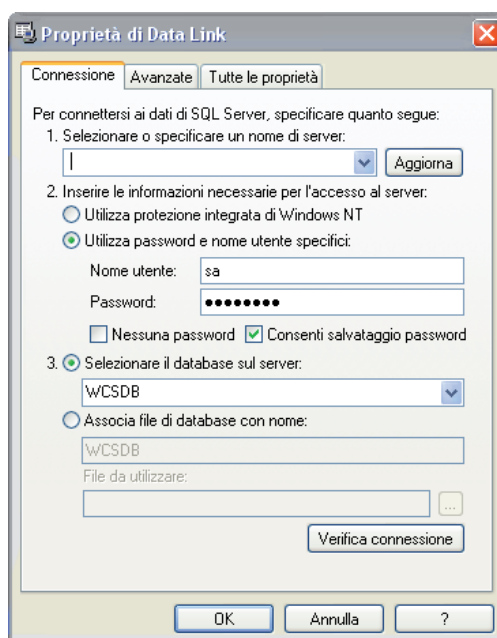 Proprietà di Data Link
Connessione Avanzate Tutte le proprietà
Per connettersi ai dati di SQL Server, specificare quanto segue:
1. Selezionare o specificare un nome di server:
Aggiorna
2. Inserire le informazioni necessarie per l'accesso al server:
Utilizza protezione integrata di Windows NT
Utilizza password e nome utente specifici:
Nome utente: sa
Password: ●●●●●●●●
Nessuna password Consenti salvataggio password
3. Selezionare il database sul server:
WCSDB
Associa file di database con nome:
WCSDB
File da utilizzare:
...
Verifica connessione
OK Annulla ?